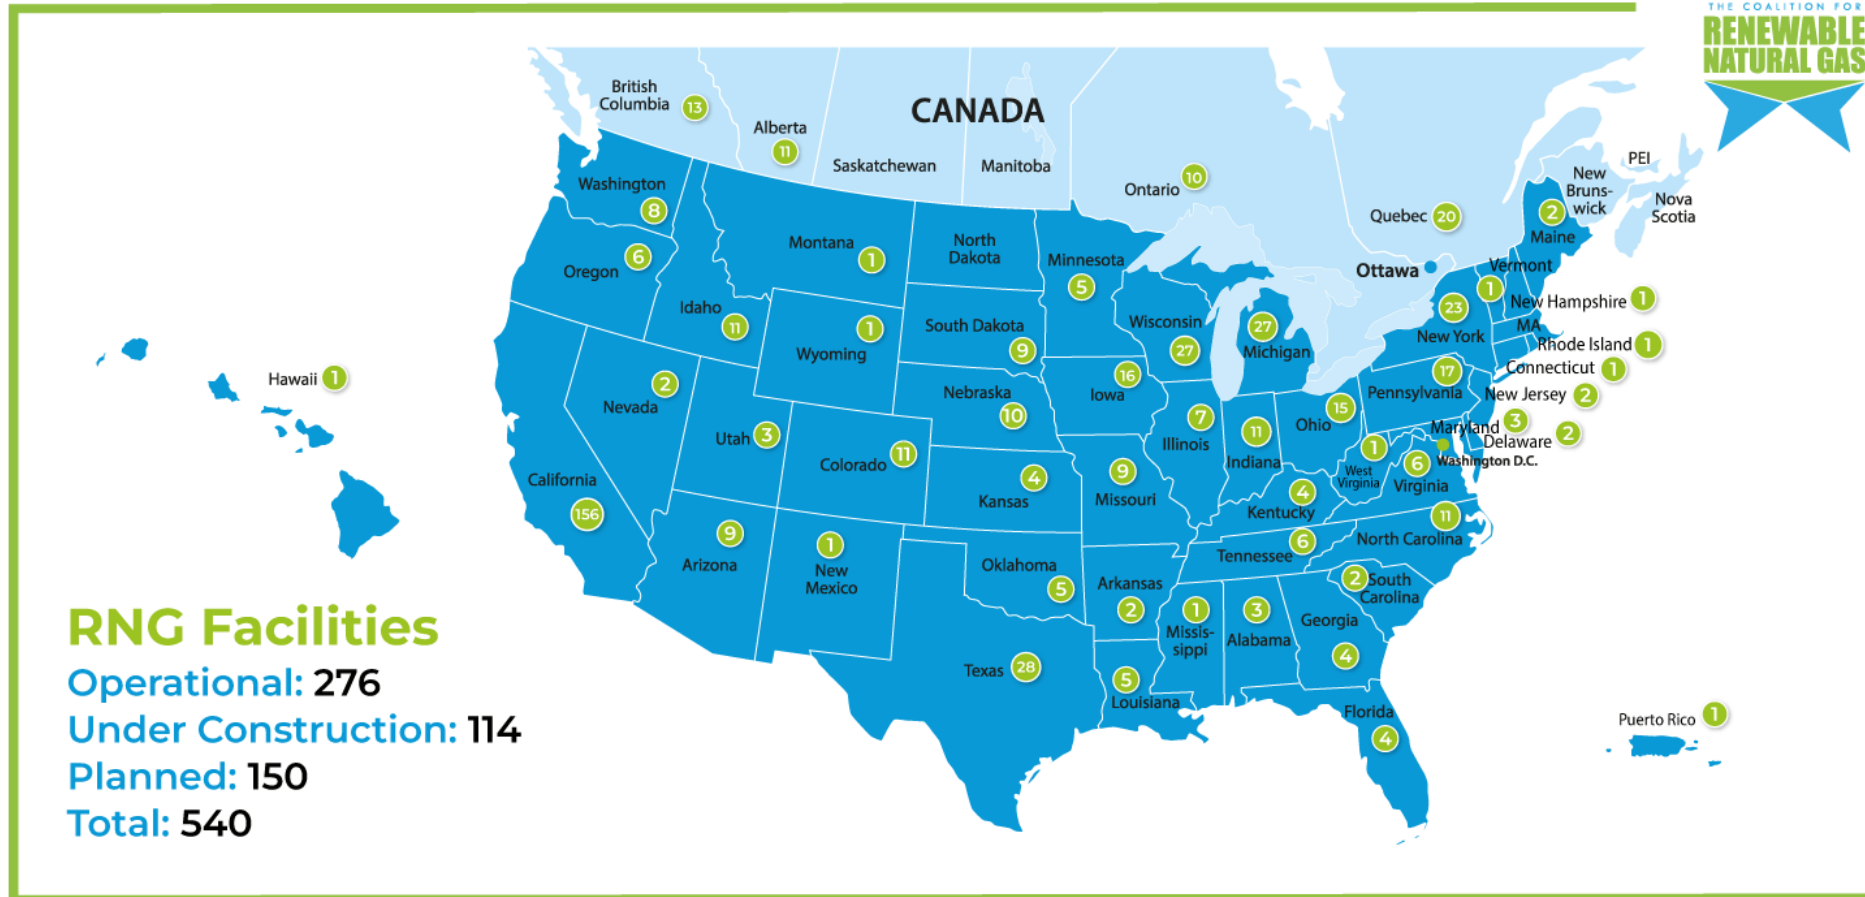 THE COALITION FOR
RENEWABLE
NATURAL GAS
CANADA
British
Columbia
13
Alberta
11
Saskatchewan
Manitoba
Ontario
10
Quebec
20
Ottawa
PEI
New
Bruns-
wick
Nova
Scotia
Washington
8
Oregon
6
Montana
1
North
Dakota
Minnesota
5
Idaho
11
Wyoming
1
South Dakota
9
Wisconsin
27
27
Michigan
2
Maine
Vermont
1
New Hampshire 1
23
New York
MA
Rhode Island 1
Connecticut 1
17
Pennsylvania
New Jersey 2
Maryland 3
Delaware 2
Washington D.C.
Hawaii 1
2
Nevada
Utah 3
Colorado 11
Nebraska
10
16
Iowa
7
Illinois
11
Indiana
15
Ohio
1
West
Virginia
6
Virginia
California
156
4
Kansas
9
Missouri
4
Kentucky
11
North Carolina
9
Arizona
1
New
Mexico
Oklahoma
5
Arkansas
2
Tennessee 6
2 South
Carolina
1
Missis-
sippi
3
Alabama
Georgia
4
Texas 28
5
Louisiana
Florida
4
Puerto Rico 1
RNG Facilities
Operational: 276
Under Construction: 114
Planned: 150
Total: 540